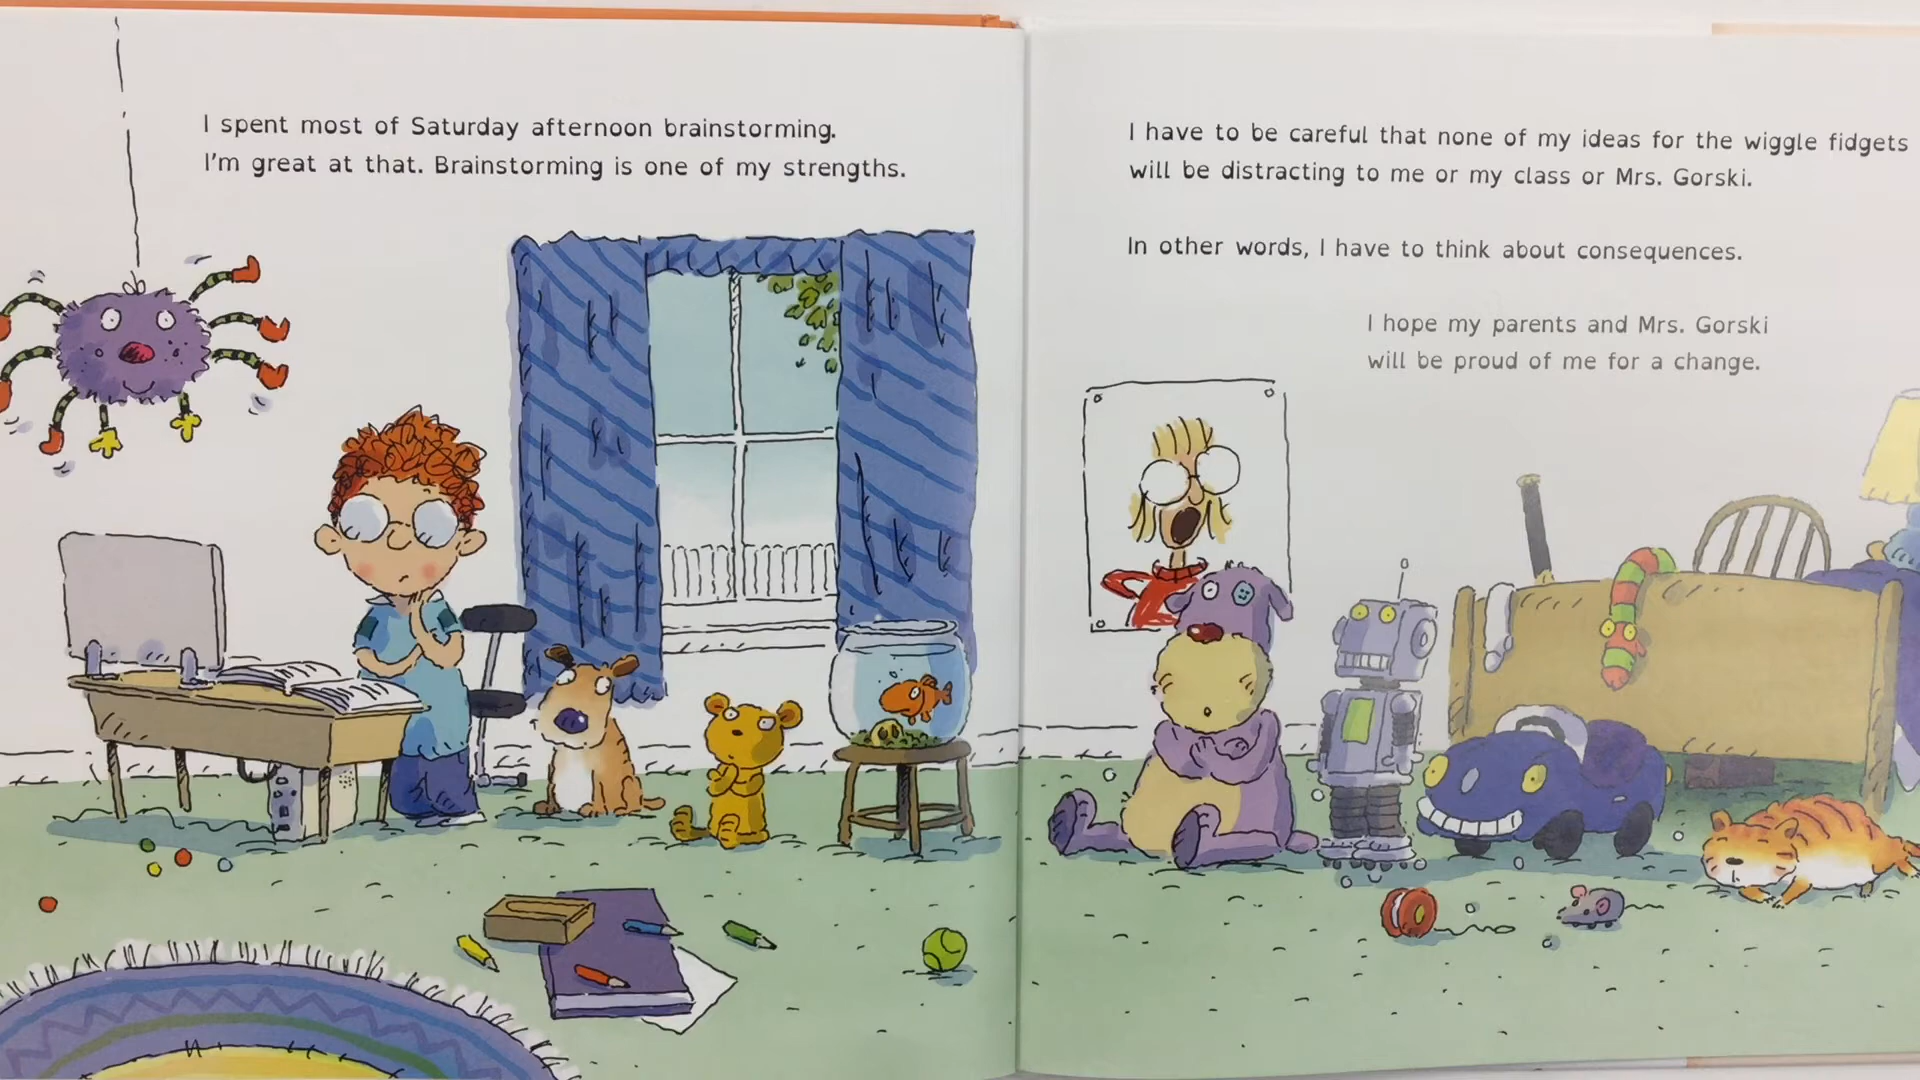 I spent most of Saturday afternoon brainstorming.
I'm great at that. Brainstorming is one of my strengths.
I have to be careful that none of my ideas for the wiggle fidgets
will be distracting to me or my class or Mrs. Gorski.
In other words, I have to think about consequences.
I hope my parents and Mrs. Gorski
will be proud of me for a change.